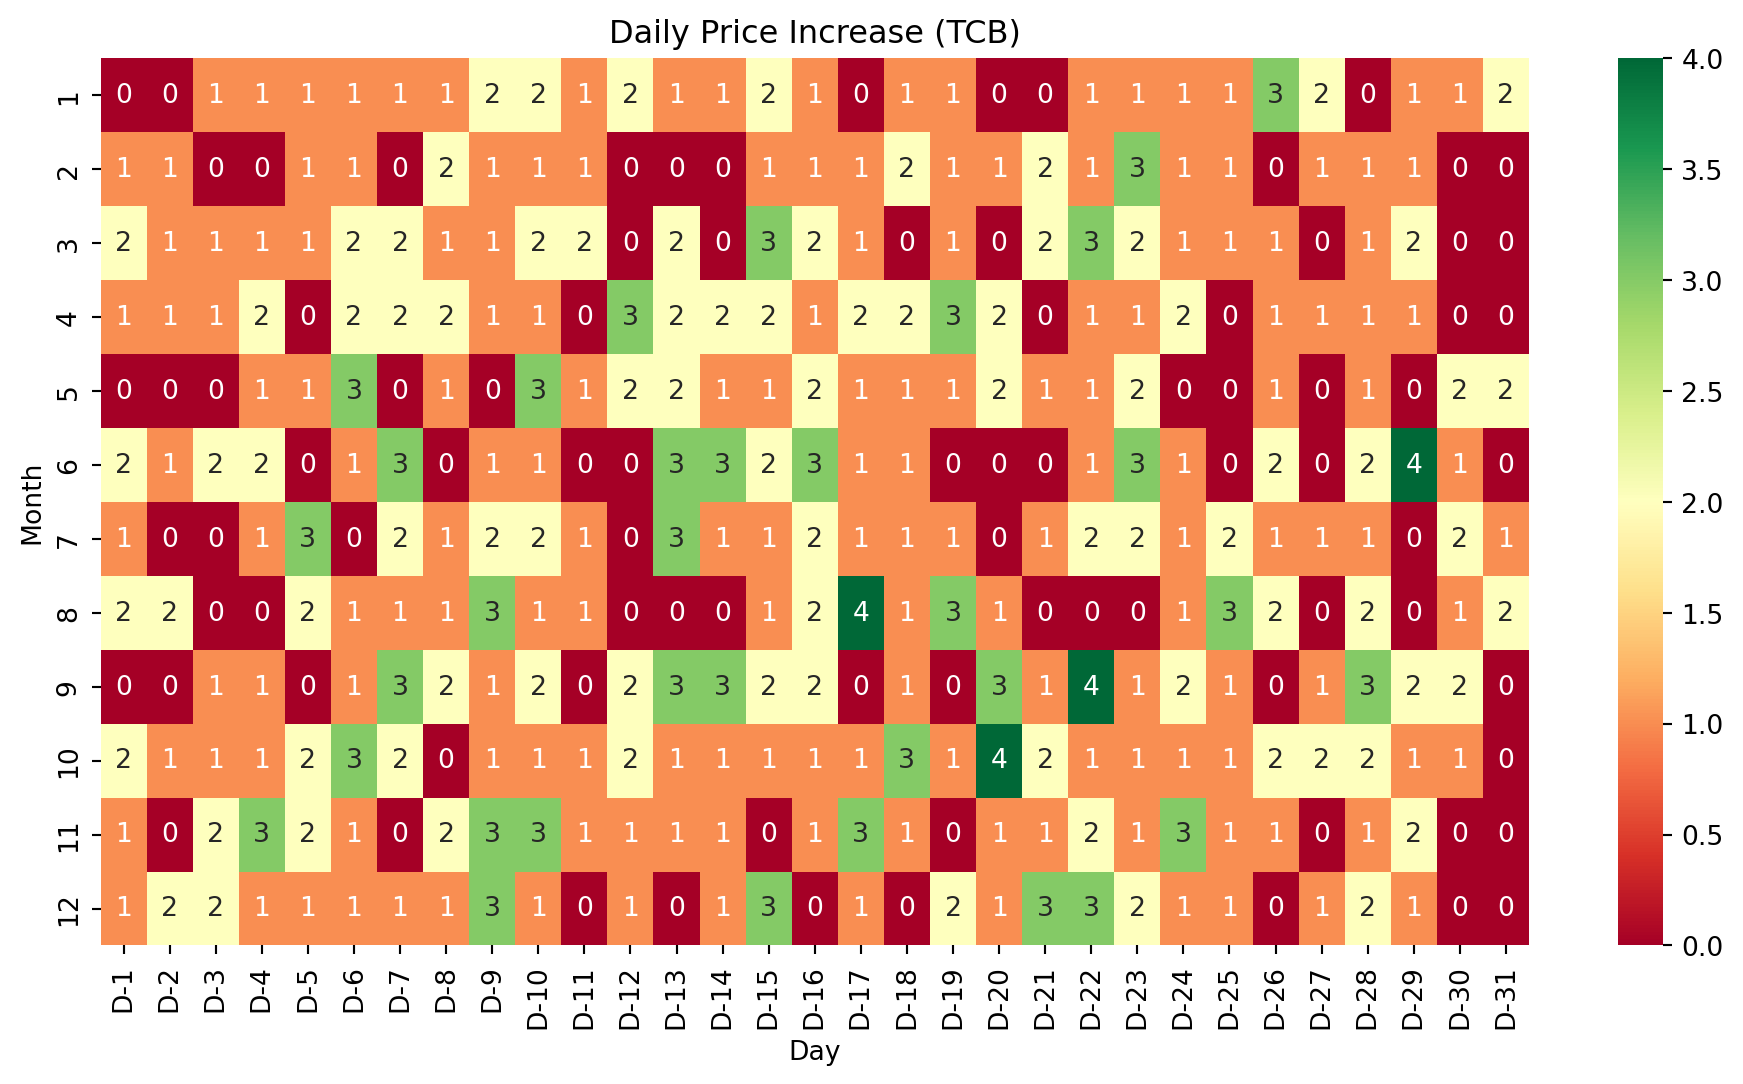 Daily Price Increase (TCB)
1 0 0 1 1 1 1 1 1 2 2 1 2 1 1 2 1 0 1 1 0 0 1 1 1 1 3 2 0 1 1 2
2 1 1 0 0 1 1 0 2 1 1 1 0 0 0 1 1 1 2 1 1 2 1 3 1 1 0 1 1 1 0 0
3 2 1 1 1 1 2 2 1 1 2 2 0 2 0 3 2 1 0 1 0 2 3 2 1 1 1 0 1 2 0 0
4 1 1 1 2 0 2 2 2 1 1 0 3 2 2 2 1 2 2 3 2 0 1 1 2 0 1 1 1 1 0 0
5 0 0 0 1 1 3 0 1 0 3 1 2 2 1 1 2 1 1 1 2 1 1 2 0 0 1 0 1 0 2 2
6 2 1 2 2 0 1 3 0 1 1 0 0 3 3 2 3 1 1 0 0 0 1 3 1 0 2 0 2 4 1 0
7 1 0 0 1 3 0 2 1 2 2 1 0 3 1 1 2 1 1 1 0 1 2 2 1 2 1 1 1 0 2 1
8 2 2 0 0 2 1 1 1 3 1 1 0 0 0 1 2 4 1 3 1 0 0 0 1 3 2 0 2 0 1 2
9 0 0 1 1 0 1 3 2 1 2 0 2 3 3 2 2 0 1 0 3 1 4 1 2 1 0 1 3 2 2 0
10 2 1 1 1 2 3 2 0 1 1 1 2 1 1 1 1 1 3 1 4 2 1 1 1 1 2 2 2 1 1 0
11 1 0 2 3 2 1 0 2 3 3 1 1 1 1 0 1 3 1 0 1 1 2 1 3 1 1 0 1 2 0 0
12 1 2 2 1 1 1 1 1 3 1 0 1 0 1 3 0 1 0 2 1 3 3 2 1 1 0 1 2 1 0 0
Month
D-1 D-2 D-3 D-4 D-5 D-6 D-7 D-8 D-9 D-10 D-11 D-12 D-13 D-14 D-15 D-16 D-17 D-18 D-19 D-20 D-21 D-22 D-23 D-24 D-25 D-26 D-27 D-28 D-29 D-30 D-31
Day
4.0
3.5
3.0
2.5
2.0
1.5
1.0
0.5
0.0